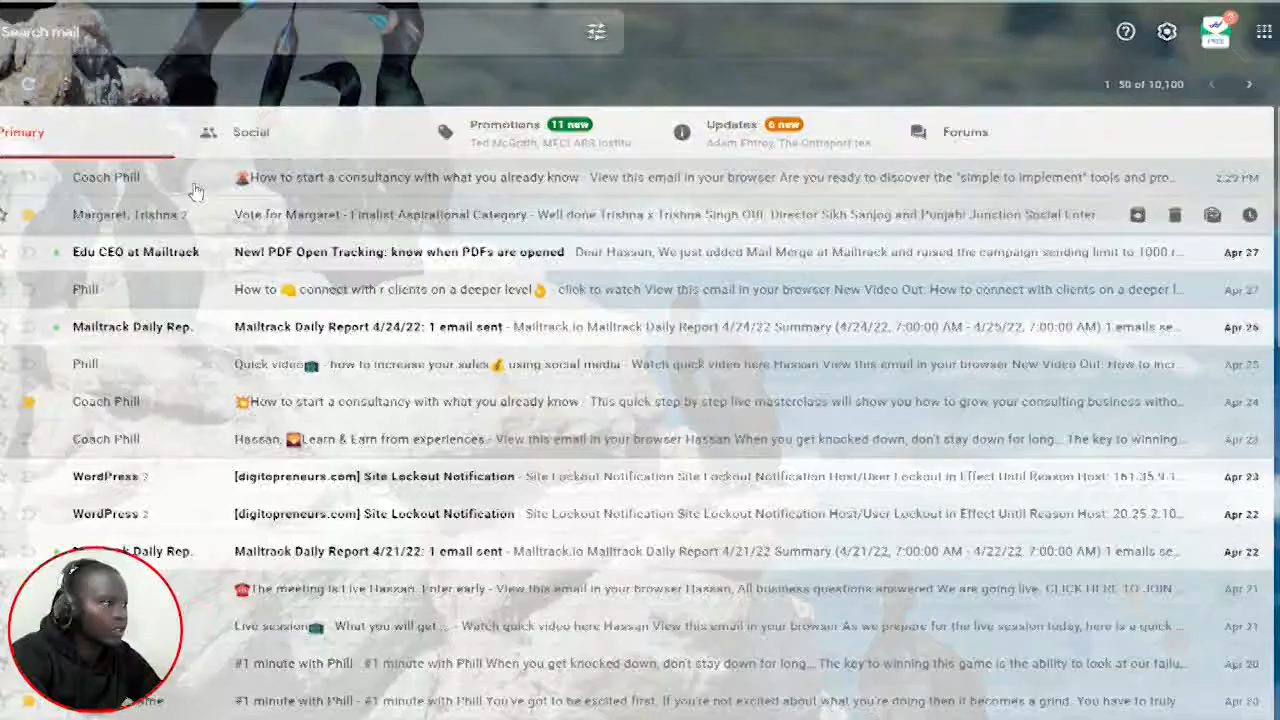 Search mail
FREE
1-50 of 10,100
Primary
Social
Promotions 11 new
Ted McGrath, MECLABS Institu.
Updates 6 new
Adam Enfroy, The Ontraport tea.
Forums
Coach Phill 🌋How to start a consultancy with what you already know - View this email in your browser Are you ready to discover the "simple to implement" tools and pro... 2:29 PM
Margaret, Trishna 2 Vote for Margaret - Finalist Aspirational Category - Well done Trishna x Trishna Singh OBE Director Sikh Sanjog and Punjabi Junction Social Enter
Edu CEO at Mailtrack New! PDF Open Tracking: know when PDFs are opened Dear Hassan, We just added Mail Merge at Mailtrack and raised the campaign sending limit to 1000 r... Apr 27
Phill How to 👊 connect with r clients on a deeper level👌 click to watch View this email in your browser New Video Out: How to connect with clients on a deeper l... Apr 27
Mailtrack Daily Rep. Mailtrack Daily Report 4/24/22: 1 email sent - Mailtrack.io Mailtrack Daily Report 4/24/22 Summary (4/24/22, 7:00:00 AM - 4/25/22, 7:00:00 AM) 1 emails se... Apr 26
Phill Quick video📺 - how to increase your sales💰 using social media - Watch quick video here Hassan View this email in your browser New Video Out: How to Incr... Apr 25
Coach Phill 💥How to start a consultancy with what you already know - This quick step by step live masterclass will show you how to grow your consulting business witho... Apr 24
Coach Phill Hassan, 🌄Learn & Earn from experiences. - View this email in your browser Hassan When you get knocked down, don't stay down for long... The key to winning... Apr 23
WordPress 2 [digitopreneurs.com] Site Lockout Notification - Site Lockout Notification Site Lockout Notification Host/User Lockout in Effect Until Reason Host: Apr 23
WordPress 2 [digitopreneurs.com] Site Lockout Notification - Site Lockout Notification Site Lockout Notification Host/User Lockout in Effect Until Reason Host: 20.25.2.10... Apr 22
Daily Rep. Mailtrack Daily Report 4/21/22: 1 email sent - Mailtrack.io Mailtrack Daily Report 4/21/22 Summary (4/21/22, 7:00:00 AM - 4/22/22, 7:00:00 AM) 1 emails se... Apr 22
☎️The meeting is Live Hassan. Enter early - View this email in your browser Hassan, All business questions answered We are going live. CLICK HERE TO JOIN Apr 21
Live session📺 What you will get... - Watch quick video here Hassan View this email in your browser As we prepare for the live session today, here is a quick ... Apr 21
#1 minute with Phill - #1 minute with Phill When you get knocked down, don't stay down for long... The key to winning this game is the ability to look at our failu... Apr 20
me #1 minute with Phill - #1 minute with Phill You've got to be excited first. If you're not excited about what you're doing then it becomes a grind. You have to truly Apr 20